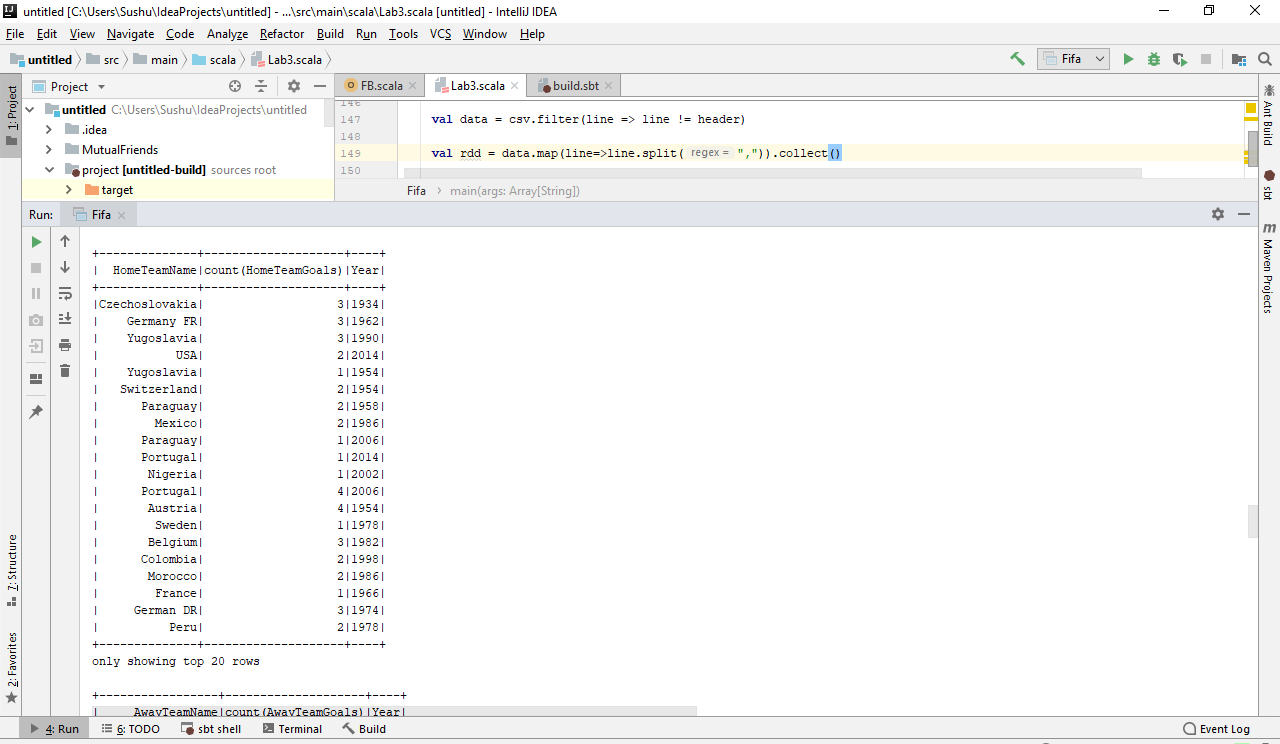 untitled [C:\Users\Sushu\IdeaProjects\untitled] - ...\src\main\scala\Lab3.scala [untitled] - IntelliJ IDEA
File Edit View Navigate Code Analyze Refactor Build Run Tools VCS Window Help
untitled src main scala Lab3.scala Fifa
Project FB.scala Lab3.scala build.sbt
1: Project
untitled C:\Users\Sushu\IdeaProjects\untitled
.idea
MutualFriends
project [untitled-build] sources root
target
146
147 val data = csv.filter(line => line != header)
148
149 val rdd = data.map(line=>line.split( regex = ",")).collect()
150
Fifa main(args: Array[String])
Ant Build
sbt
Maven Projects
Run: Fifa
+--------------+--------------------+----+
|  HomeTeamName|count(HomeTeamGoals)|Year|
+--------------+--------------------+----+
|Czechoslovakia|                   3|1934|
|    Germany FR|                   3|1962|
|    Yugoslavia|                   3|1990|
|           USA|                   2|2014|
|    Yugoslavia|                   1|1954|
|   Switzerland|                   2|1954|
|      Paraguay|                   2|1958|
|        Mexico|                   2|1986|
|      Paraguay|                   1|2006|
|      Portugal|                   1|2014|
|       Nigeria|                   1|2002|
|      Portugal|                   4|2006|
|       Austria|                   4|1954|
|        Sweden|                   1|1978|
|       Belgium|                   3|1982|
|      Colombia|                   2|1998|
|       Morocco|                   2|1986|
|        France|                   1|1966|
|     German DR|                   3|1974|
|          Peru|                   2|1978|
+--------------+--------------------+----+
only showing top 20 rows
+-----------------+--------------------+----+
|     AwayTeamName|count(AwayTeamGoals)|Year|
7: Structure
2: Favorites
4: Run 6: TODO sbt shell Terminal Build Event Log